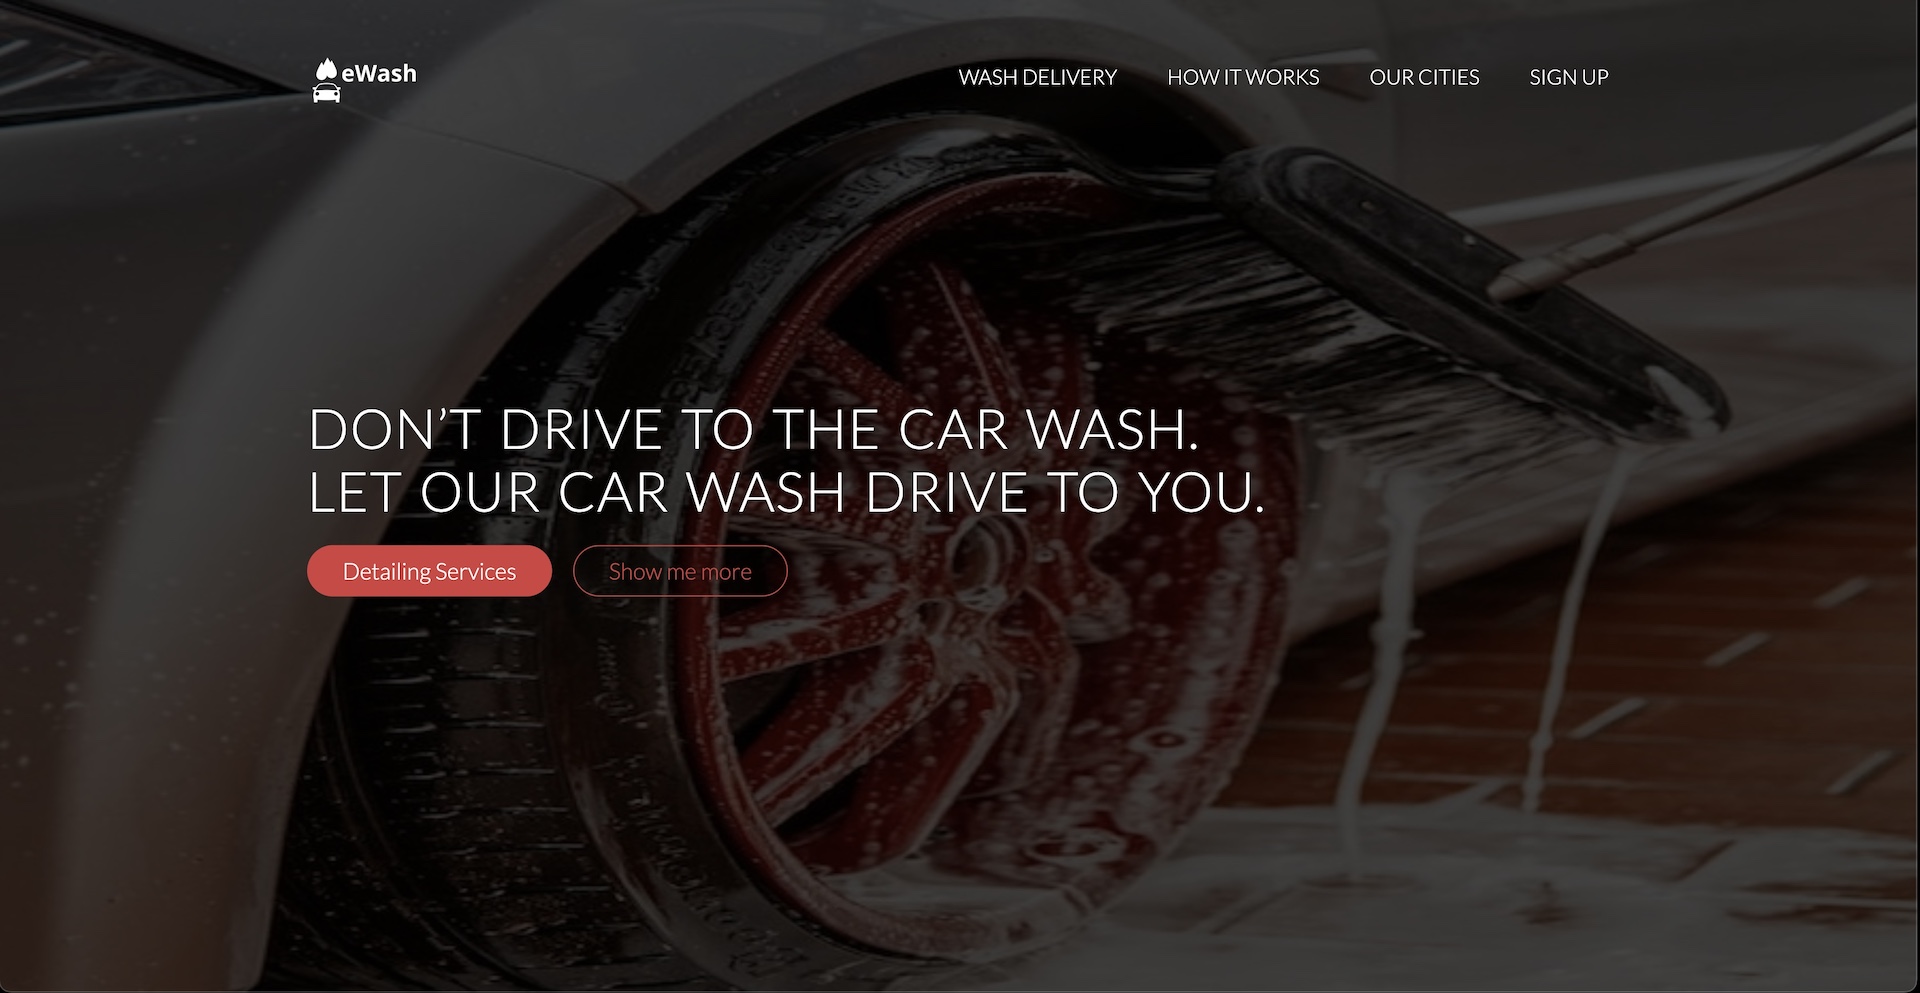 eWash
WASH DELIVERY HOW IT WORKS OUR CITIES SIGN UP
DON’T DRIVE TO THE CAR WASH.
LET OUR CAR WASH DRIVE TO YOU.
Detailing Services Show me more